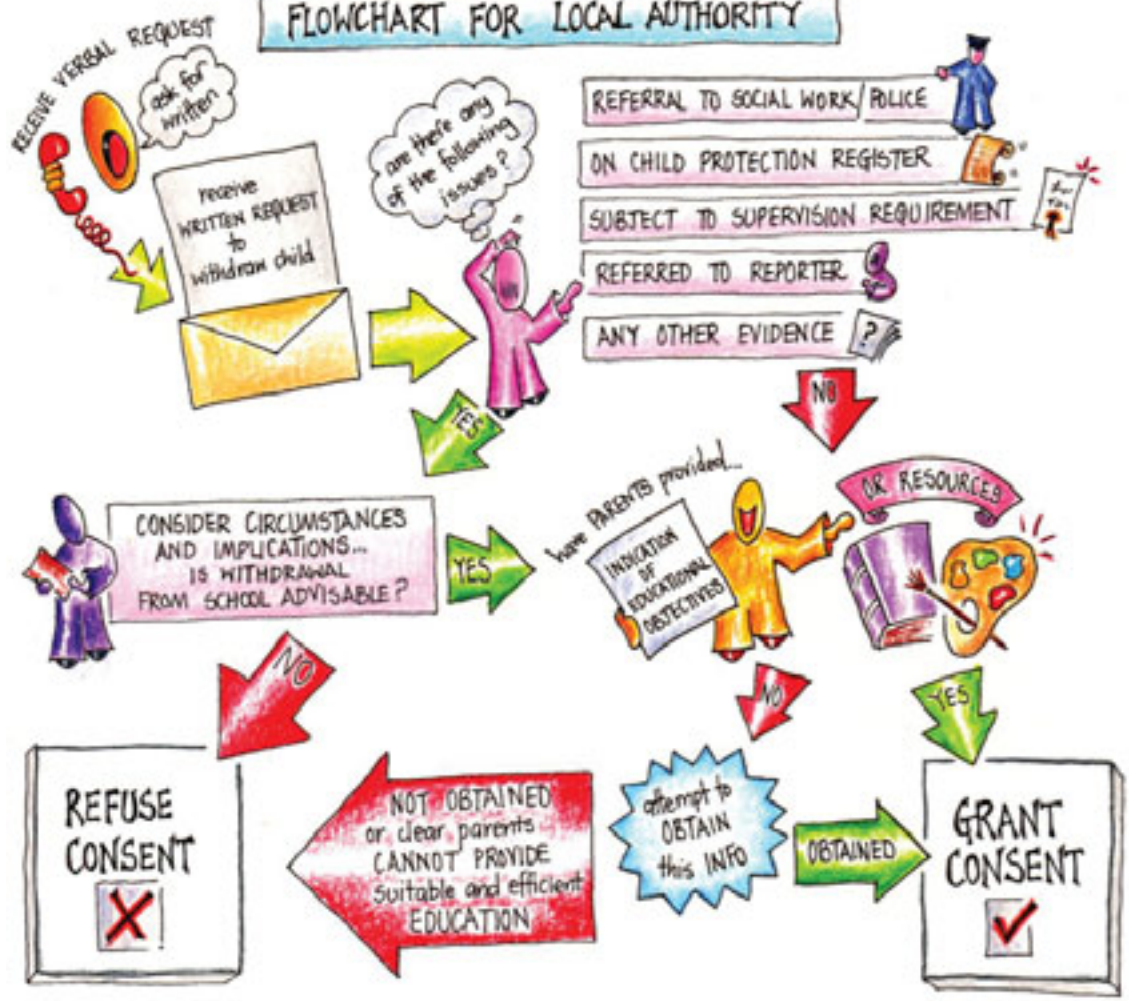 FLOWCHART FOR LOCAL AUTHORITY
RECEIVE VERBAL REQUEST
ask for
written
receive
WRITTEN REQUEST
to
withdraw child
are there any
of the following
issues?
REFERRAL TO SOCIAL WORK/POLICE
ON CHILD PROTECTION REGISTER
SUBJECT TO SUPERVISION REQUIREMENT
REFERRED TO REPORTER
ANY OTHER EVIDENCE
?
YES
NO
CONSIDER CIRCUMSTANCES
AND IMPLICATIONS...
IS WITHDRAWAL
FROM SCHOOL ADVISABLE?
YES
have PARENTS provided...
INDICATION
OF
EDUCATIONAL
OBJECTIVES
OR RESOURCES
NO
NO
YES
REFUSE
CONSENT
NOT OBTAINED
or clear parents
CANNOT PROVIDE
suitable and efficient
EDUCATION
attempt to
OBTAIN
this INFO
OBTAINED
GRANT
CONSENT